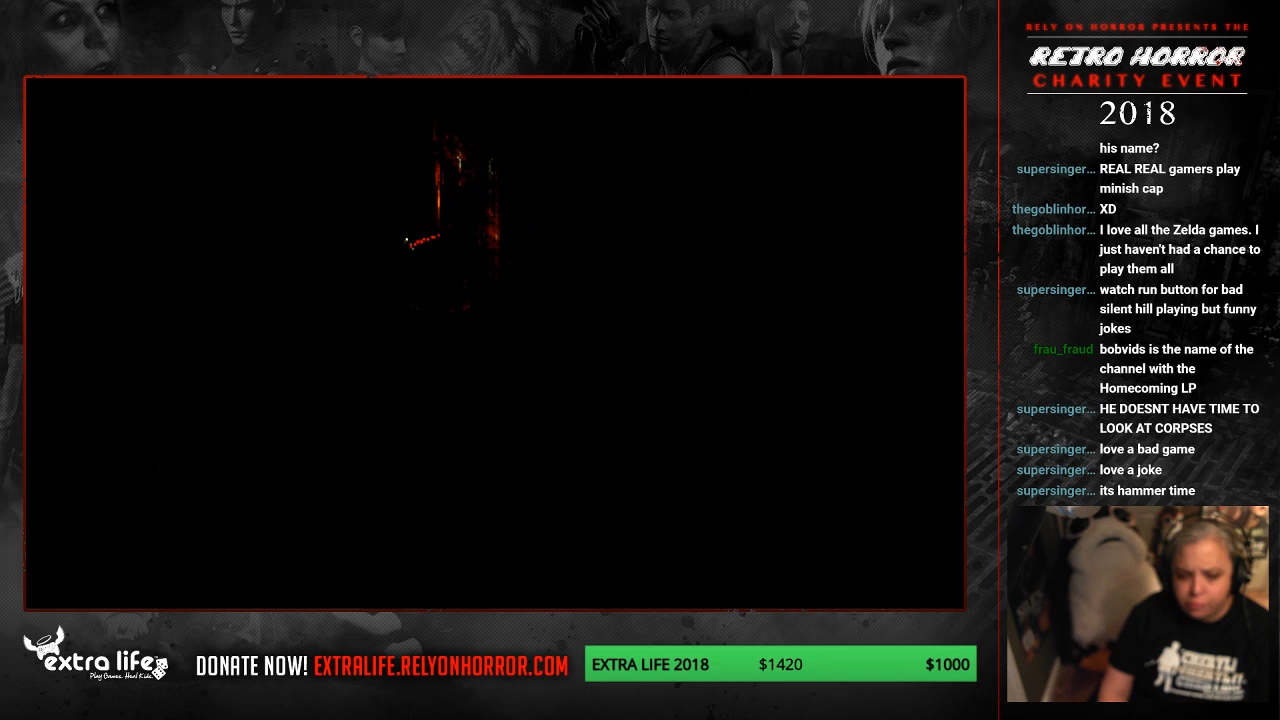 RELY ON HORROR PRESENTS THE
RETRO HORROR
CHARITY EVENT
2018
his name?
supersinger… REAL REAL gamers play
minish cap
thegoblinhor… XD
thegoblinhor… I love all the Zelda games. I
just haven't had a chance to
play them all
supersinger… watch run button for bad
silent hill playing but funny
jokes
frau_fraud bobvids is the name of the
channel with the
Homecoming LP
supersinger… HE DOESNT HAVE TIME TO
LOOK AT CORPSES
supersinger… love a bad game
supersinger… love a joke
supersinger… its hammer time
extra life
Play Games. Heal Kids.
DONATE NOW! EXTRALIFE.RELYONHORROR.COM
EXTRA LIFE 2018 $1420 $1000